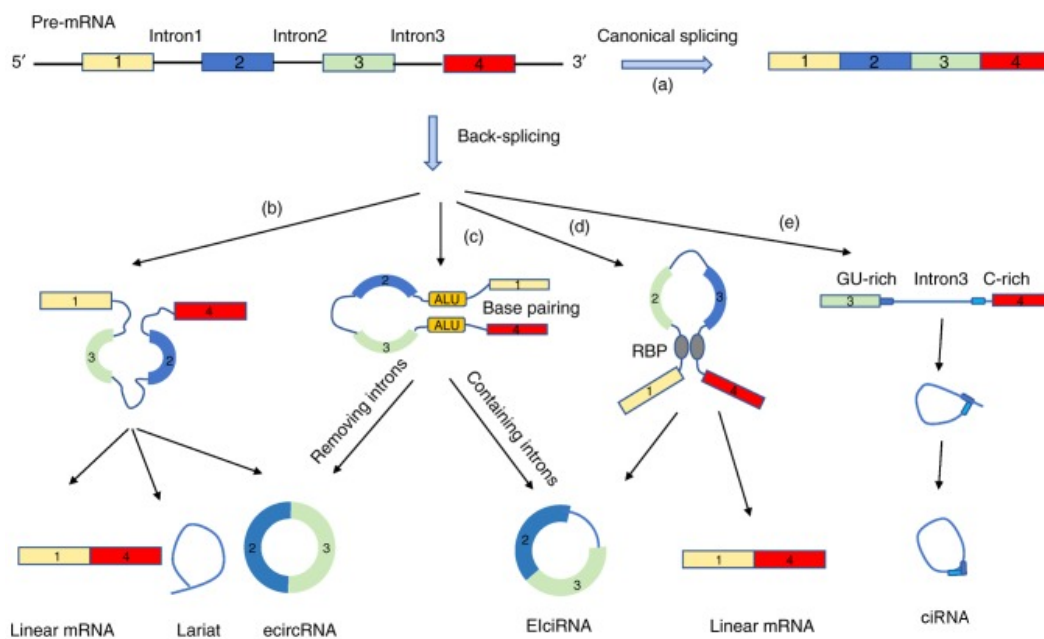 Pre-mRNA
Intron1 Intron2 Intron3 Canonical splicing
5′ 1 2 3 4 3′ 1 2 3 4
(a)
Back-splicing
(b) (c) (d) (e)
GU-rich Intron3 C-rich
1 4 2 ALU 1 2 3 3 4
Base pairing
3 2 3 ALU 4 RBP
1 4
Removing introns Containing introns
1 4 2 3 2 3 1 4
Linear mRNA Lariat ecircRNA EIciRNA Linear mRNA ciRNA